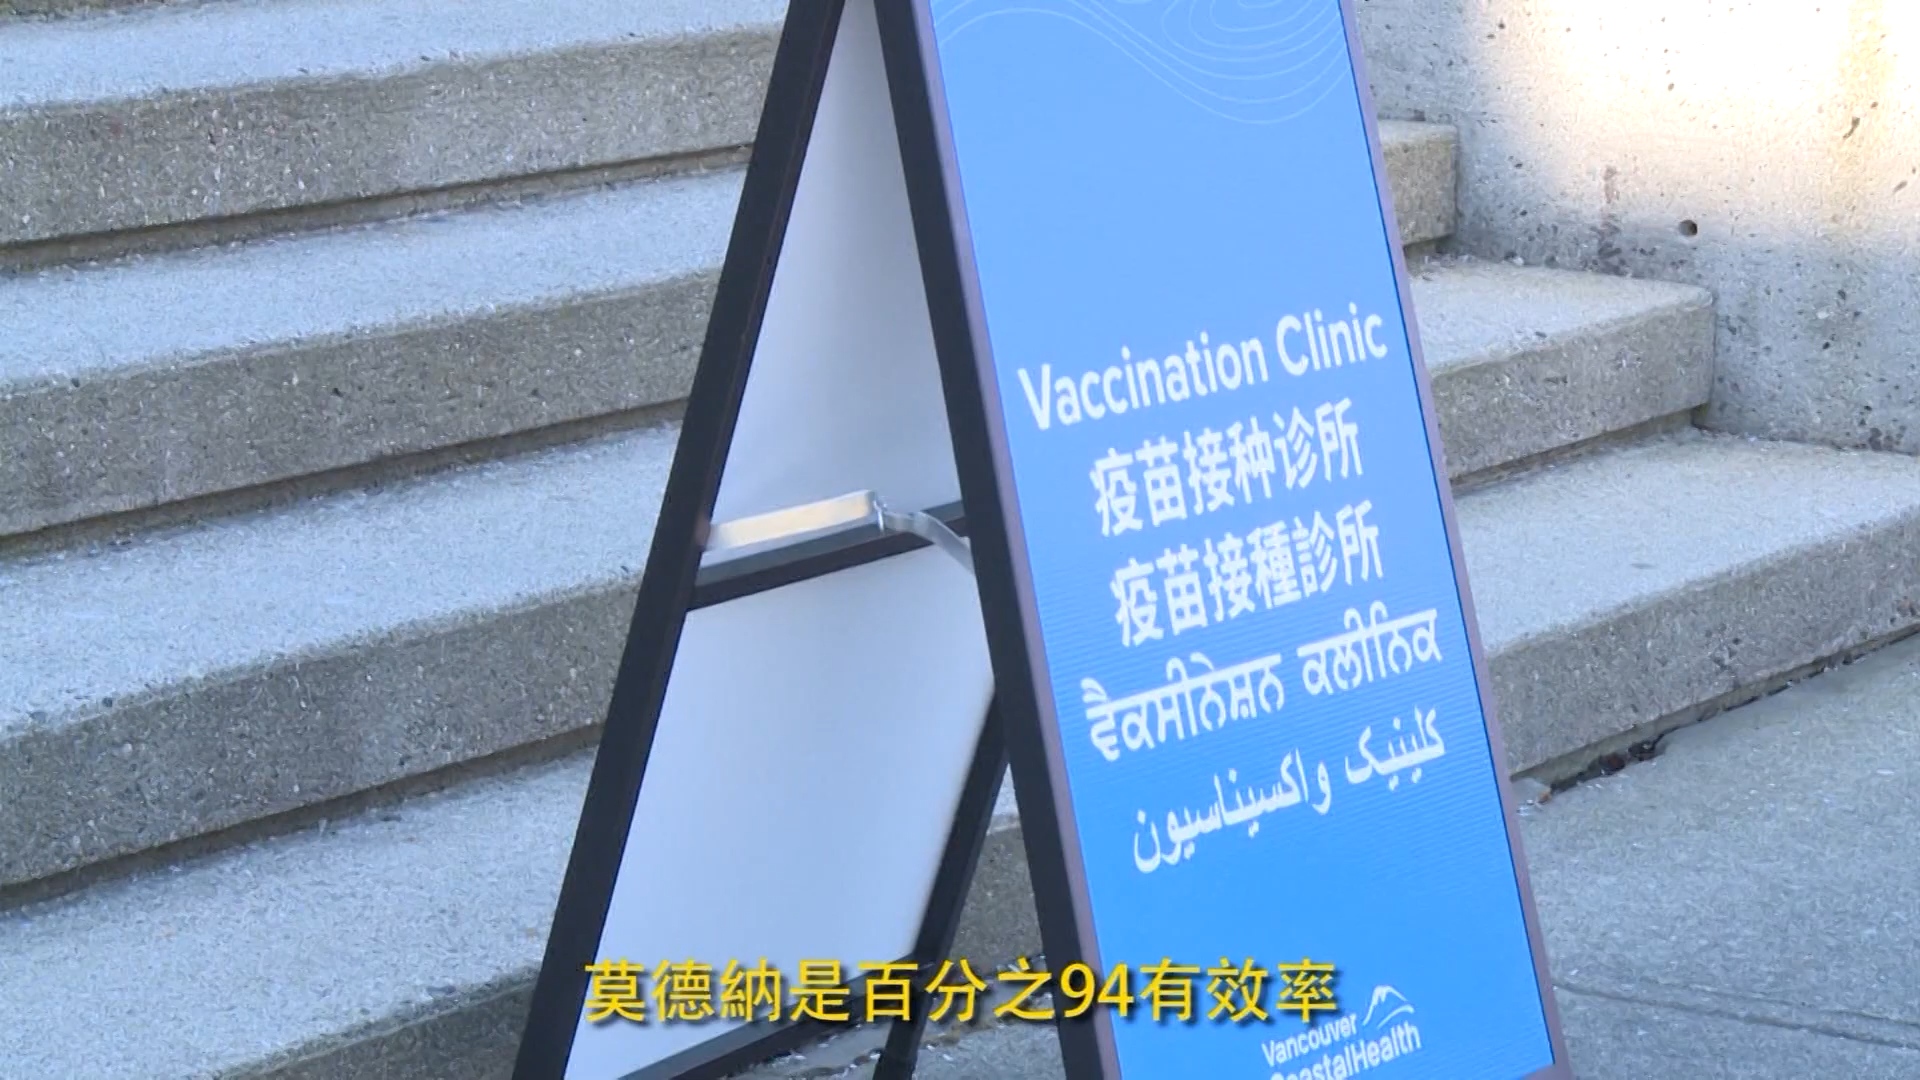 Vaccination Clinic
疫苗接种诊所
疫苗接種診所
ਵੈਕਸੀਨੇਸ਼ਨ ਕਲੀਨਿਕ
کلینیک واکسیناسیون
莫德納是百分之94有效率
Vancouver
CoastalHealth